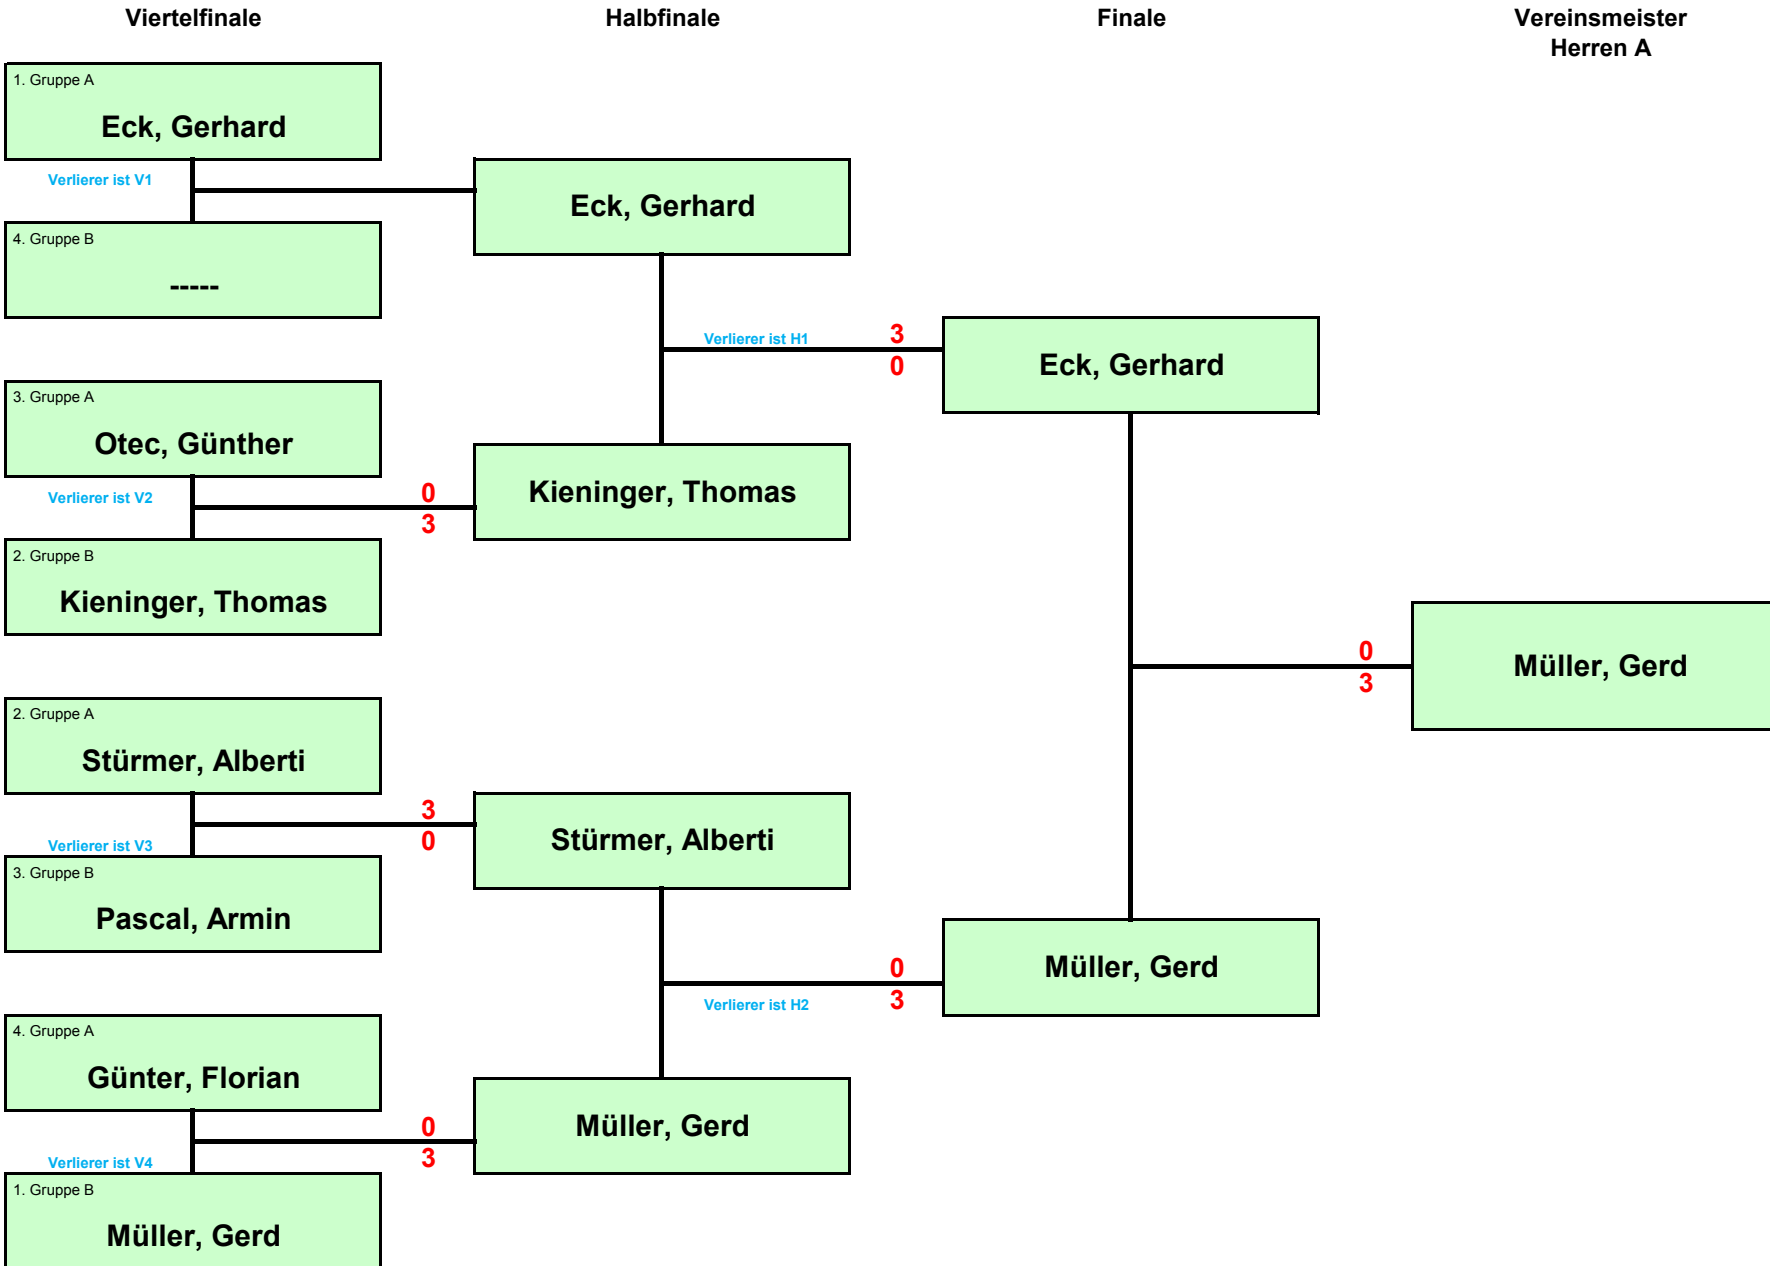 Viertelfinale
Halbfinale
Finale
Vereinsmeister
Herren A
1. Gruppe A
Eck, Gerhard
Verlierer ist V1
4. Gruppe B
-----
Eck, Gerhard
Verlierer ist H1
3
0
Eck, Gerhard
3. Gruppe A
Otec, Günther
Verlierer ist V2
0
3
2. Gruppe B
Kieninger, Thomas
Kieninger, Thomas
0
3
Müller, Gerd
2. Gruppe A
Stürmer, Alberti
Verlierer ist V3
3
0
3. Gruppe B
Pascal, Armin
Stürmer, Alberti
Verlierer ist H2
0
3
Müller, Gerd
4. Gruppe A
Günter, Florian
Verlierer ist V4
0
3
1. Gruppe B
Müller, Gerd
Müller, Gerd